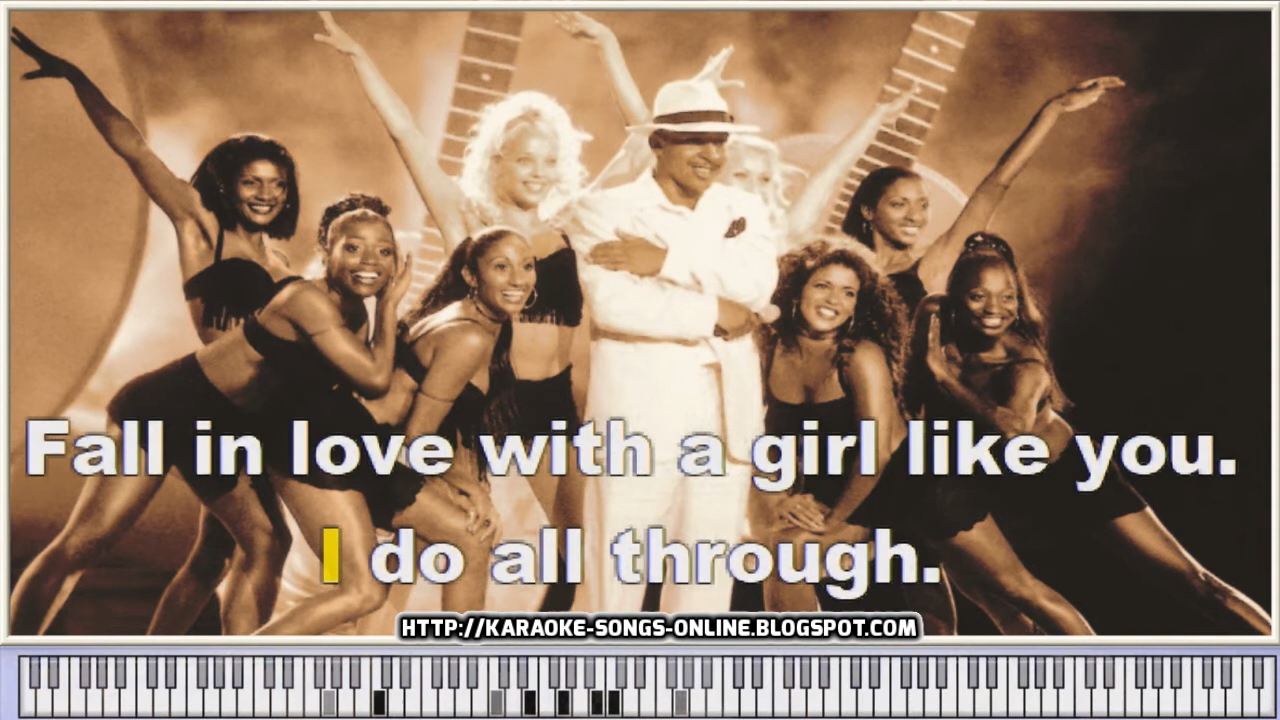 Fall in love with a girl like you.
I do all through.
HTTP://KARAOKE-SONGS-ONLINE.BLOGSPOT.COM